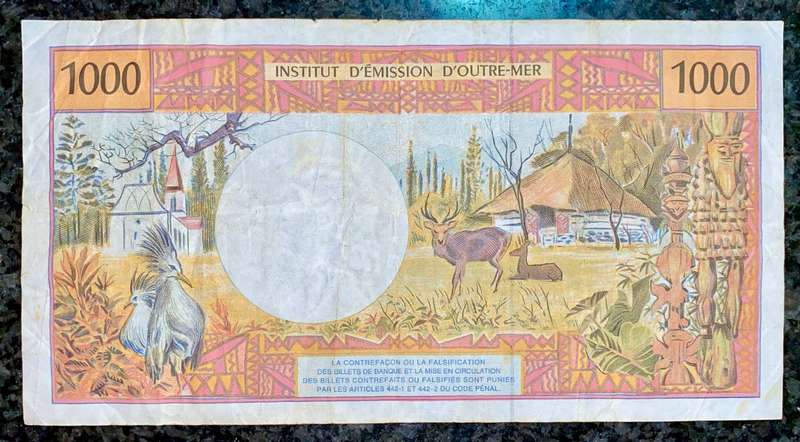 1000
INSTITUT D'ÉMISSION D'OUTRE-MER
1000
LA CONTREFAÇON OU LA FALSIFICATION
DES BILLETS DE BANQUE ET LA MISE EN CIRCULATION
DES BILLETS CONTREFAITS OU FALSIFIÉS SONT PUNIES
PAR LES ARTICLES 442-1 ET 442-2 DU CODE PÉNAL.